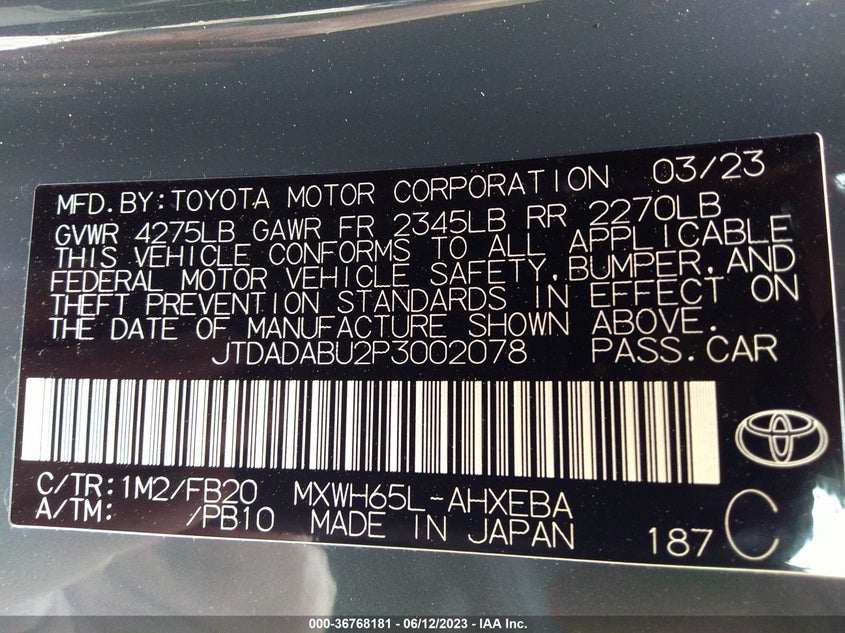 MFD. BY: TOYOTA MOTOR CORPORATION 03/23
GVWR 4275LB GAWR FR 2345LB RR 2270LB
THIS VEHICLE CONFORMS TO ALL APPLICABLE
FEDERAL MOTOR VEHICLE SAFETY, BUMPER, AND
THEFT PREVENTION STANDARDS IN EFFECT ON
THE DATE OF MANUFACTURE SHOWN ABOVE.
JTDADABU2P3002078 PASS. CAR
C/TR: 1M2/FB20 MXWH65L-AHXEBA
A/TM: /PB10 MADE IN JAPAN 187 C
000-36768181 - 06/12/2023 - IAA Inc.